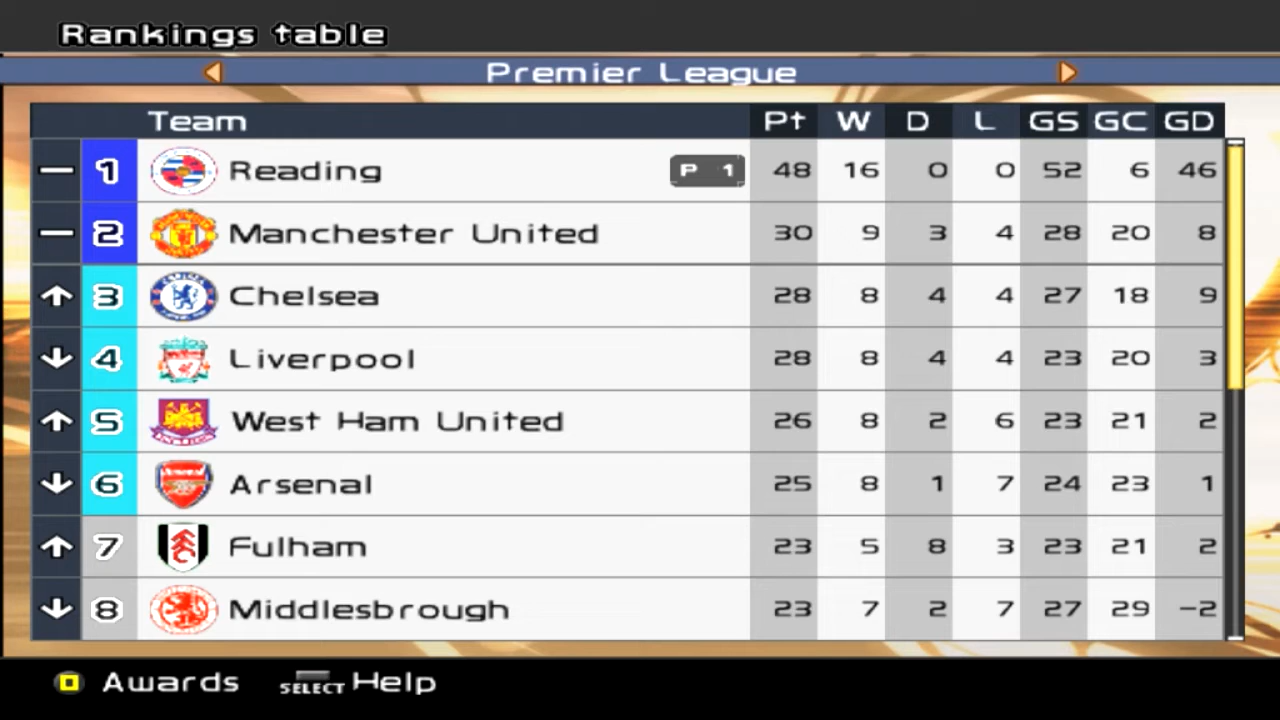 Rankings table
Premier League
Team Pt W D L GS GC GD
1 Reading P 1 48 16 0 0 52 6 46
2 Manchester United 30 9 3 4 28 20 8
3 Chelsea 28 8 4 4 27 18 9
4 Liverpool 28 8 4 4 23 20 3
5 West Ham United 26 8 2 6 23 21 2
6 Arsenal 25 8 1 7 24 23 1
7 Fulham 23 5 8 3 23 21 2
8 Middlesbrough 23 7 2 7 27 29 -2
Awards SELECT Help